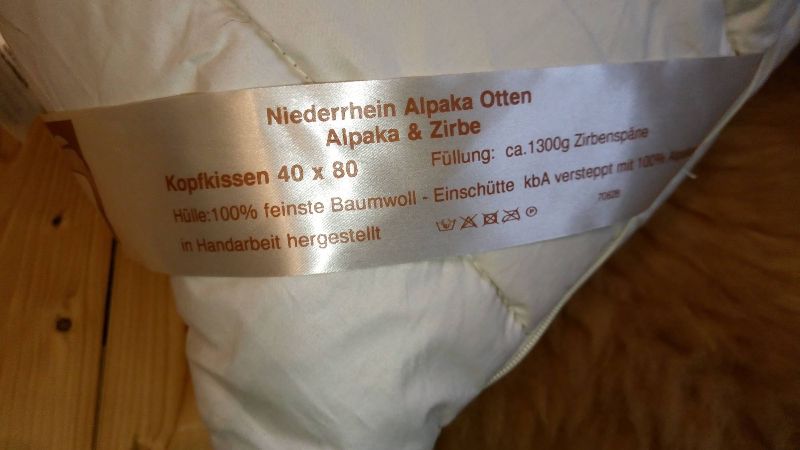 Niederrhein Alpaka Otten
Alpaka & Zirbe
Kopfkissen 40 x 80
Füllung: ca.1300g Zirbenspäne
Hülle:100% feinste Baumwoll - Einschütte kbA versteppt mit 100% Alpaka
in Handarbeit hergestellt